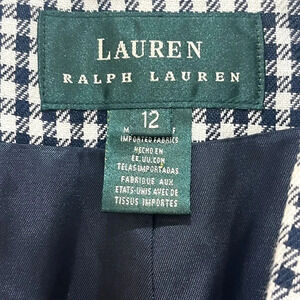 LAUREN
RALPH LAUREN
12
IMPORTED FABRICS
HECHO EN
EE.UU.CON
TELAS IMPORTADAS
FABRIQUE AUX
ETATS-UNIS AVEC DE
TISSUS IMPORTES